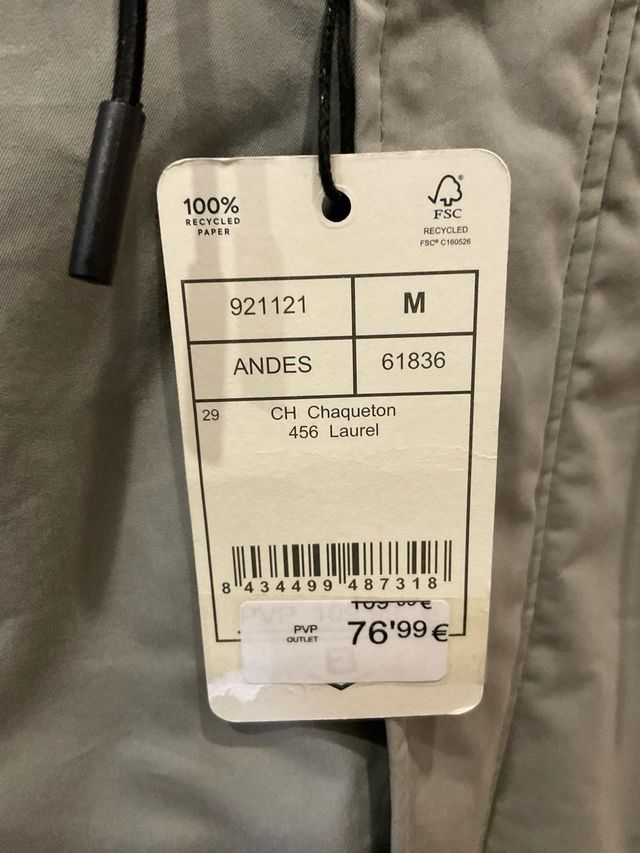 100%
RECYCLED
PAPER
FSC®
RECYCLED
FSC® C160526
921121 M
ANDES 61836
29 CH Chaqueton
456 Laurel
8 434499 487318
PVP
OUTLET
76'99€